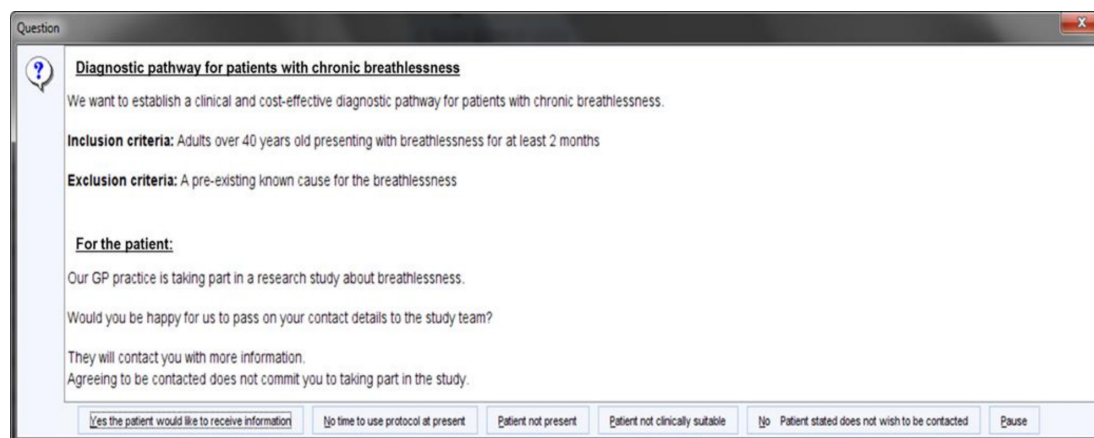 Question
X
?
Diagnostic pathway for patients with chronic breathlessness
We want to establish a clinical and cost-effective diagnostic pathway for patients with chronic breathlessness.
Inclusion criteria: Adults over 40 years old presenting with breathlessness for at least 2 months
Exclusion criteria: A pre-existing known cause for the breathlessness
For the patient:
Our GP practice is taking part in a research study about breathlessness.
Would you be happy for us to pass on your contact details to the study team?
They will contact you with more information.
Agreeing to be contacted does not commit you to taking part in the study.
Yes the patient would like to receive information No time to use protocol at present Patient not present Patient not clinically suitable No Patient stated does not wish to be contacted Pause